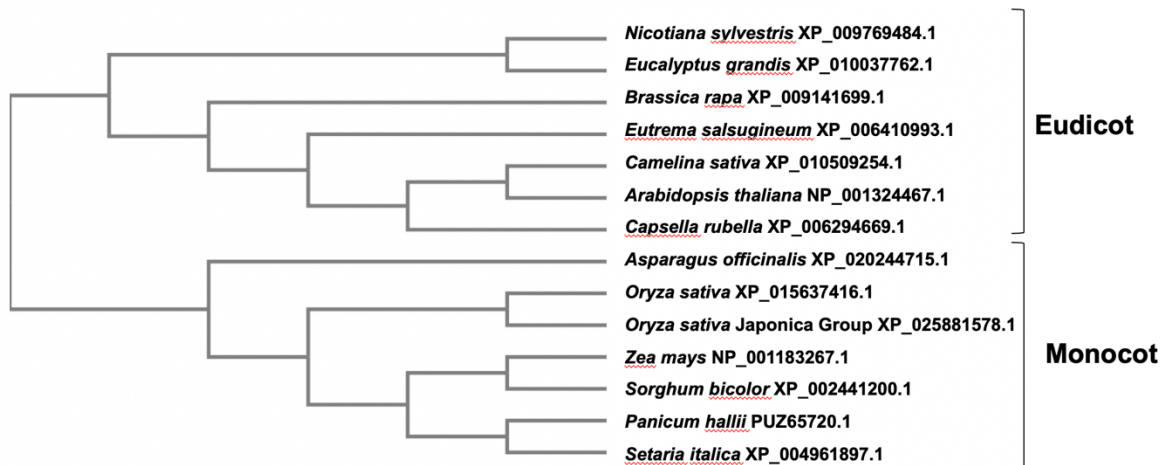 Nicotiana sylvestris XP_009769484.1
Eucalyptus grandis XP_010037762.1
Brassica rapa XP_009141699.1
Eutrema salsugineum XP_006410993.1
Camelina sativa XP_010509254.1
Arabidopsis thaliana NP_001324467.1
Capsella rubella XP_006294669.1
Eudicot
Asparagus officinalis XP_020244715.1
Oryza sativa XP_015637416.1
Oryza sativa Japonica Group XP_025881578.1
Zea mays NP_001183267.1
Sorghum bicolor XP_002441200.1
Panicum hallii PUZ65720.1
Setaria italica XP_004961897.1
Monocot